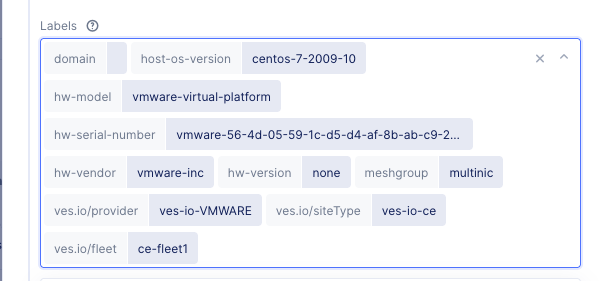 Labels
domain host-os-version centos-7-2009-10
hw-model vmware-virtual-platform
hw-serial-number vmware-56-4d-05-59-1c-d5-d4-af-8b-ab-c9-2...
hw-vendor vmware-inc hw-version none meshgroup multinic
ves.io/provider ves-io-VMWARE ves.io/siteType ves-io-ce
ves.io/fleet ce-fleet1